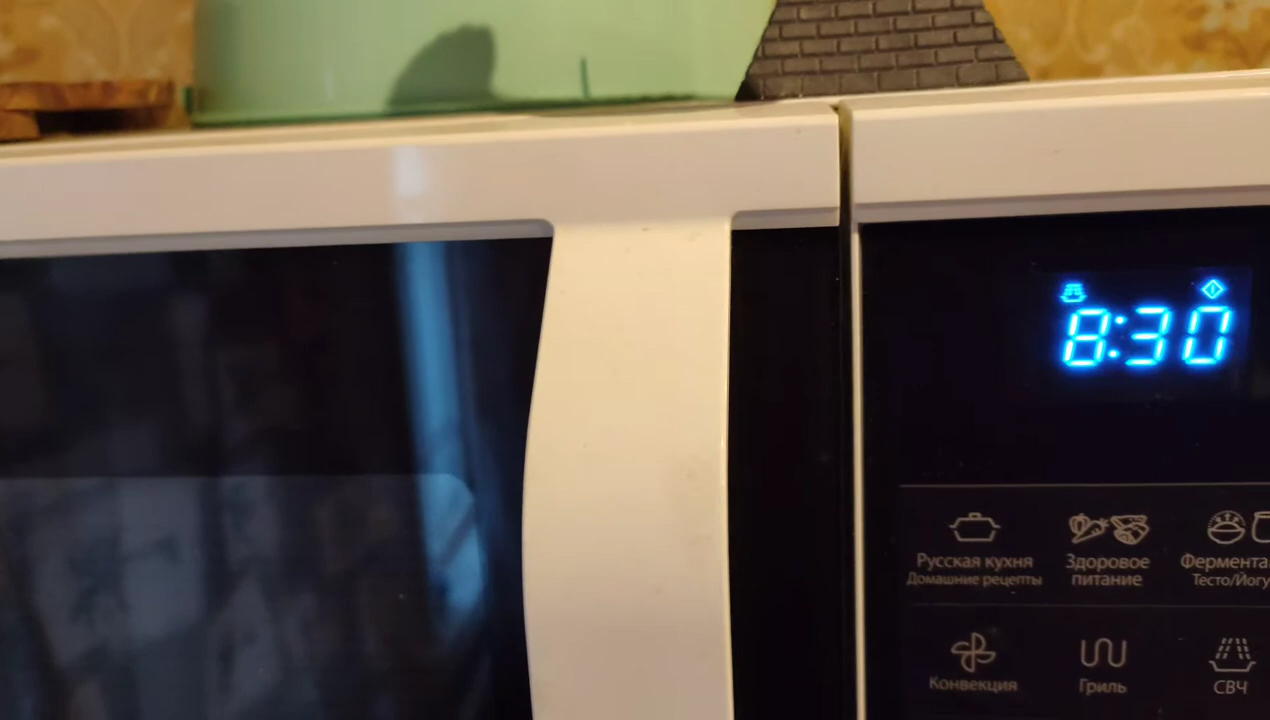 8:30
Русская кухня
Домашние рецепты
Здоровое
питание
Конвекция
Гриль
СВЧ